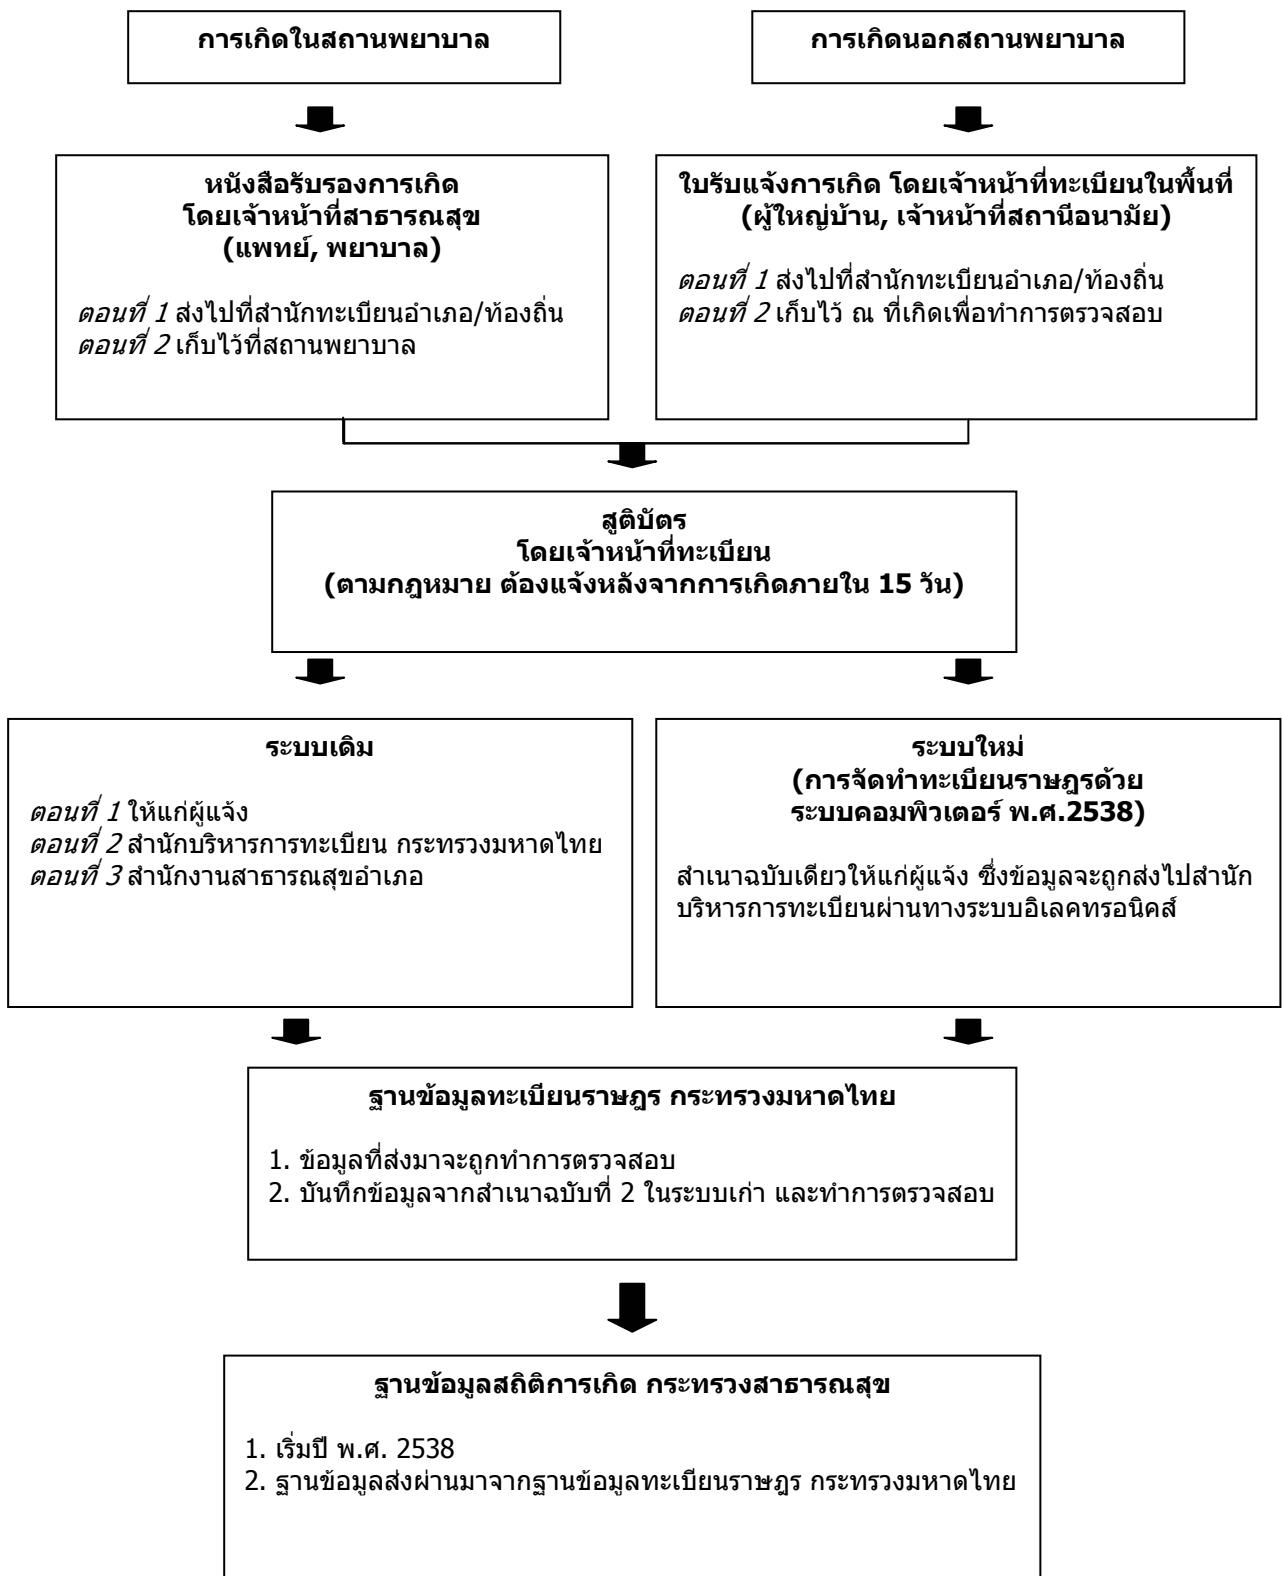 การเกิดในสถานพยาบาล
การเกิดนอกสถานพยาบาล
หนังสือรับรองการเกิด
โดยเจ้าหน้าที่สาธารณสุข
(แพทย์, พยาบาล)
ตอนที่ 1 ส่งไปที่สำนักทะเบียนอำเภอ/ท้องถิ่น
ตอนที่ 2 เก็บไว้ที่สถานพยาบาล
ใบรับแจ้งการเกิด โดยเจ้าหน้าที่ทะเบียนในพื้นที่
(ผู้ใหญ่บ้าน, เจ้าหน้าที่สถานีอนามัย)
ตอนที่ 1 ส่งไปที่สำนักทะเบียนอำเภอ/ท้องถิ่น
ตอนที่ 2 เก็บไว้ ณ ที่เกิดเพื่อทำการตรวจสอบ
สูติบัตร
โดยเจ้าหน้าที่ทะเบียน
(ตามกฎหมาย ต้องแจ้งหลังจากการเกิดภายใน 15 วัน)
ระบบเดิม
ตอนที่ 1 ให้แก่ผู้แจ้ง
ตอนที่ 2 สำนักบริหารการทะเบียน กระทรวงมหาดไทย
ตอนที่ 3 สำนักงานสาธารณสุขอำเภอ
ระบบใหม่
(การจัดทำทะเบียนราษฎรด้วย
ระบบคอมพิวเตอร์ พ.ศ.2538)
สำเนาฉบับเดียวให้แก่ผู้แจ้ง ซึ่งข้อมูลจะถูกส่งไปสำนัก
บริหารการทะเบียนผ่านทางระบบอิเลคทรอนิคส์
ฐานข้อมูลทะเบียนราษฎร กระทรวงมหาดไทย
1. ข้อมูลที่ส่งมาจะถูกทำการตรวจสอบ
2. บันทึกข้อมูลจากสำเนาฉบับที่ 2 ในระบบเก่า และทำการตรวจสอบ
ฐานข้อมูลสถิติการเกิด กระทรวงสาธารณสุข
1. เริ่มปี พ.ศ. 2538
2. ฐานข้อมูลส่งผ่านมาจากฐานข้อมูลทะเบียนราษฎร กระทรวงมหาดไทย